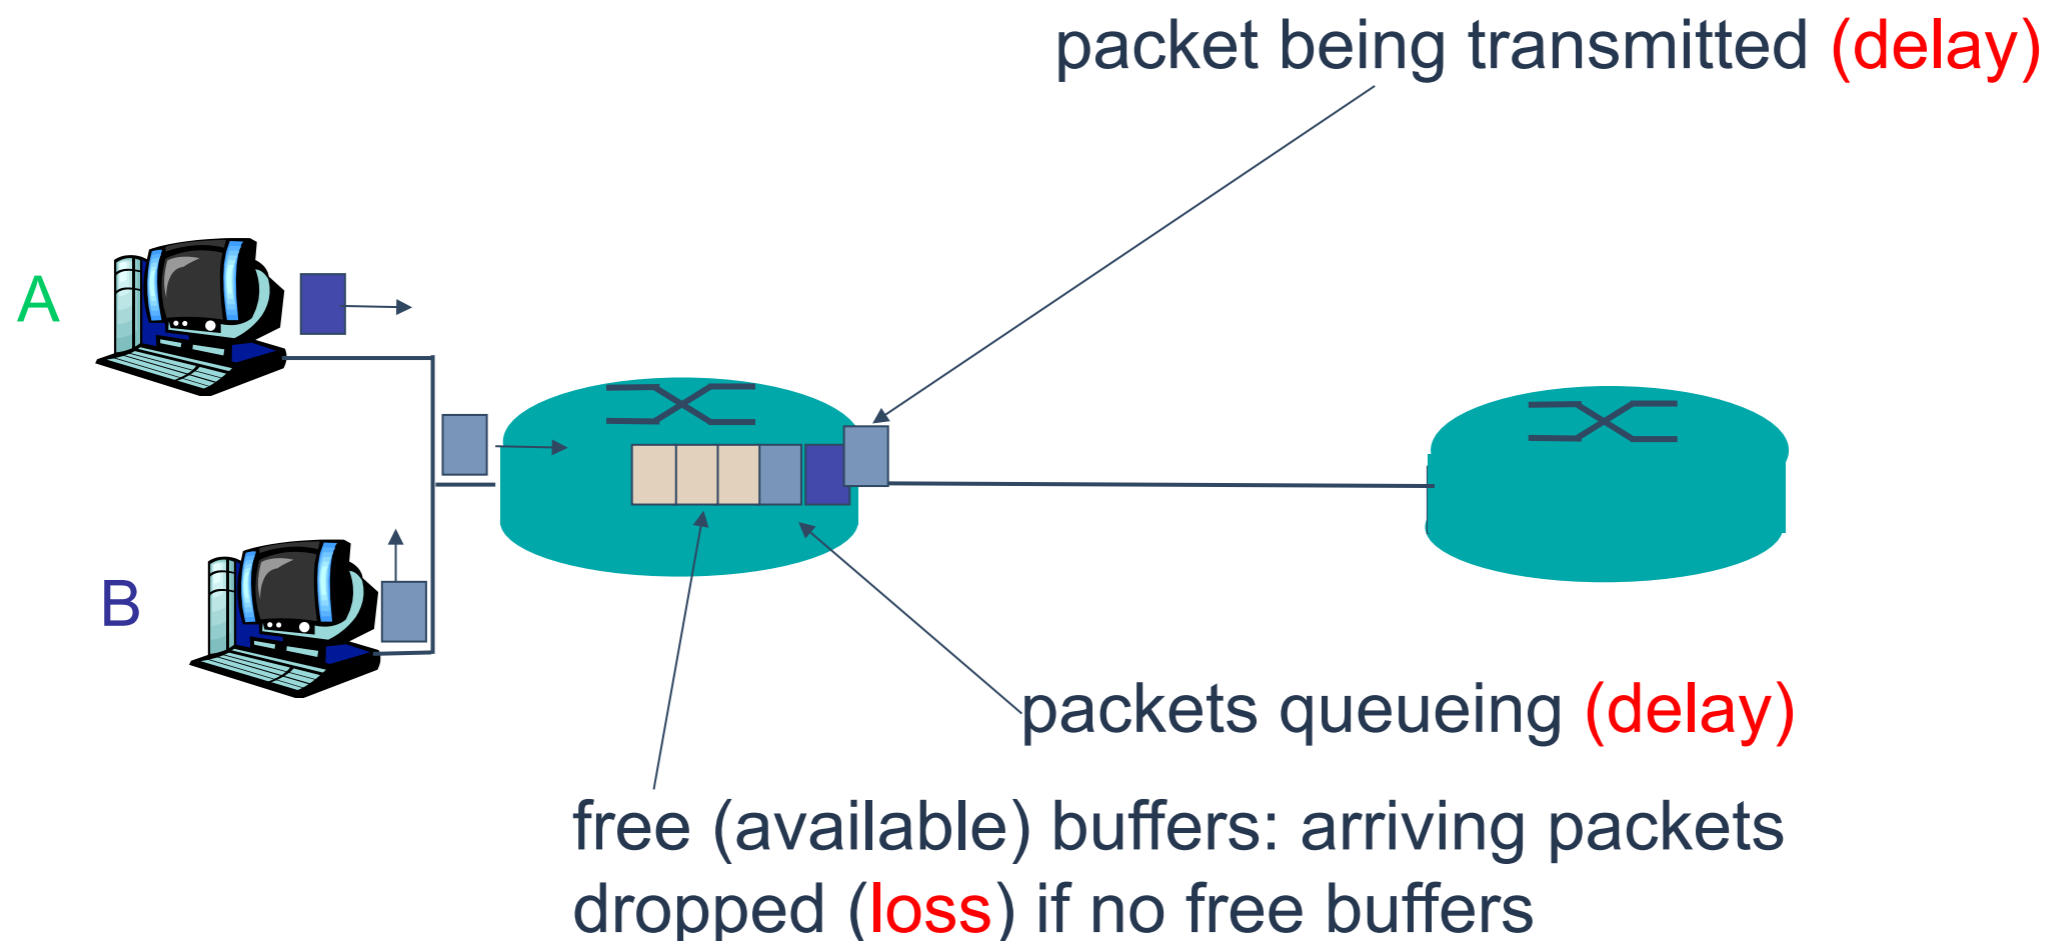 packet being transmitted (delay)
A
B
packets queueing (delay)
free (available) buffers: arriving packets
dropped (loss) if no free buffers